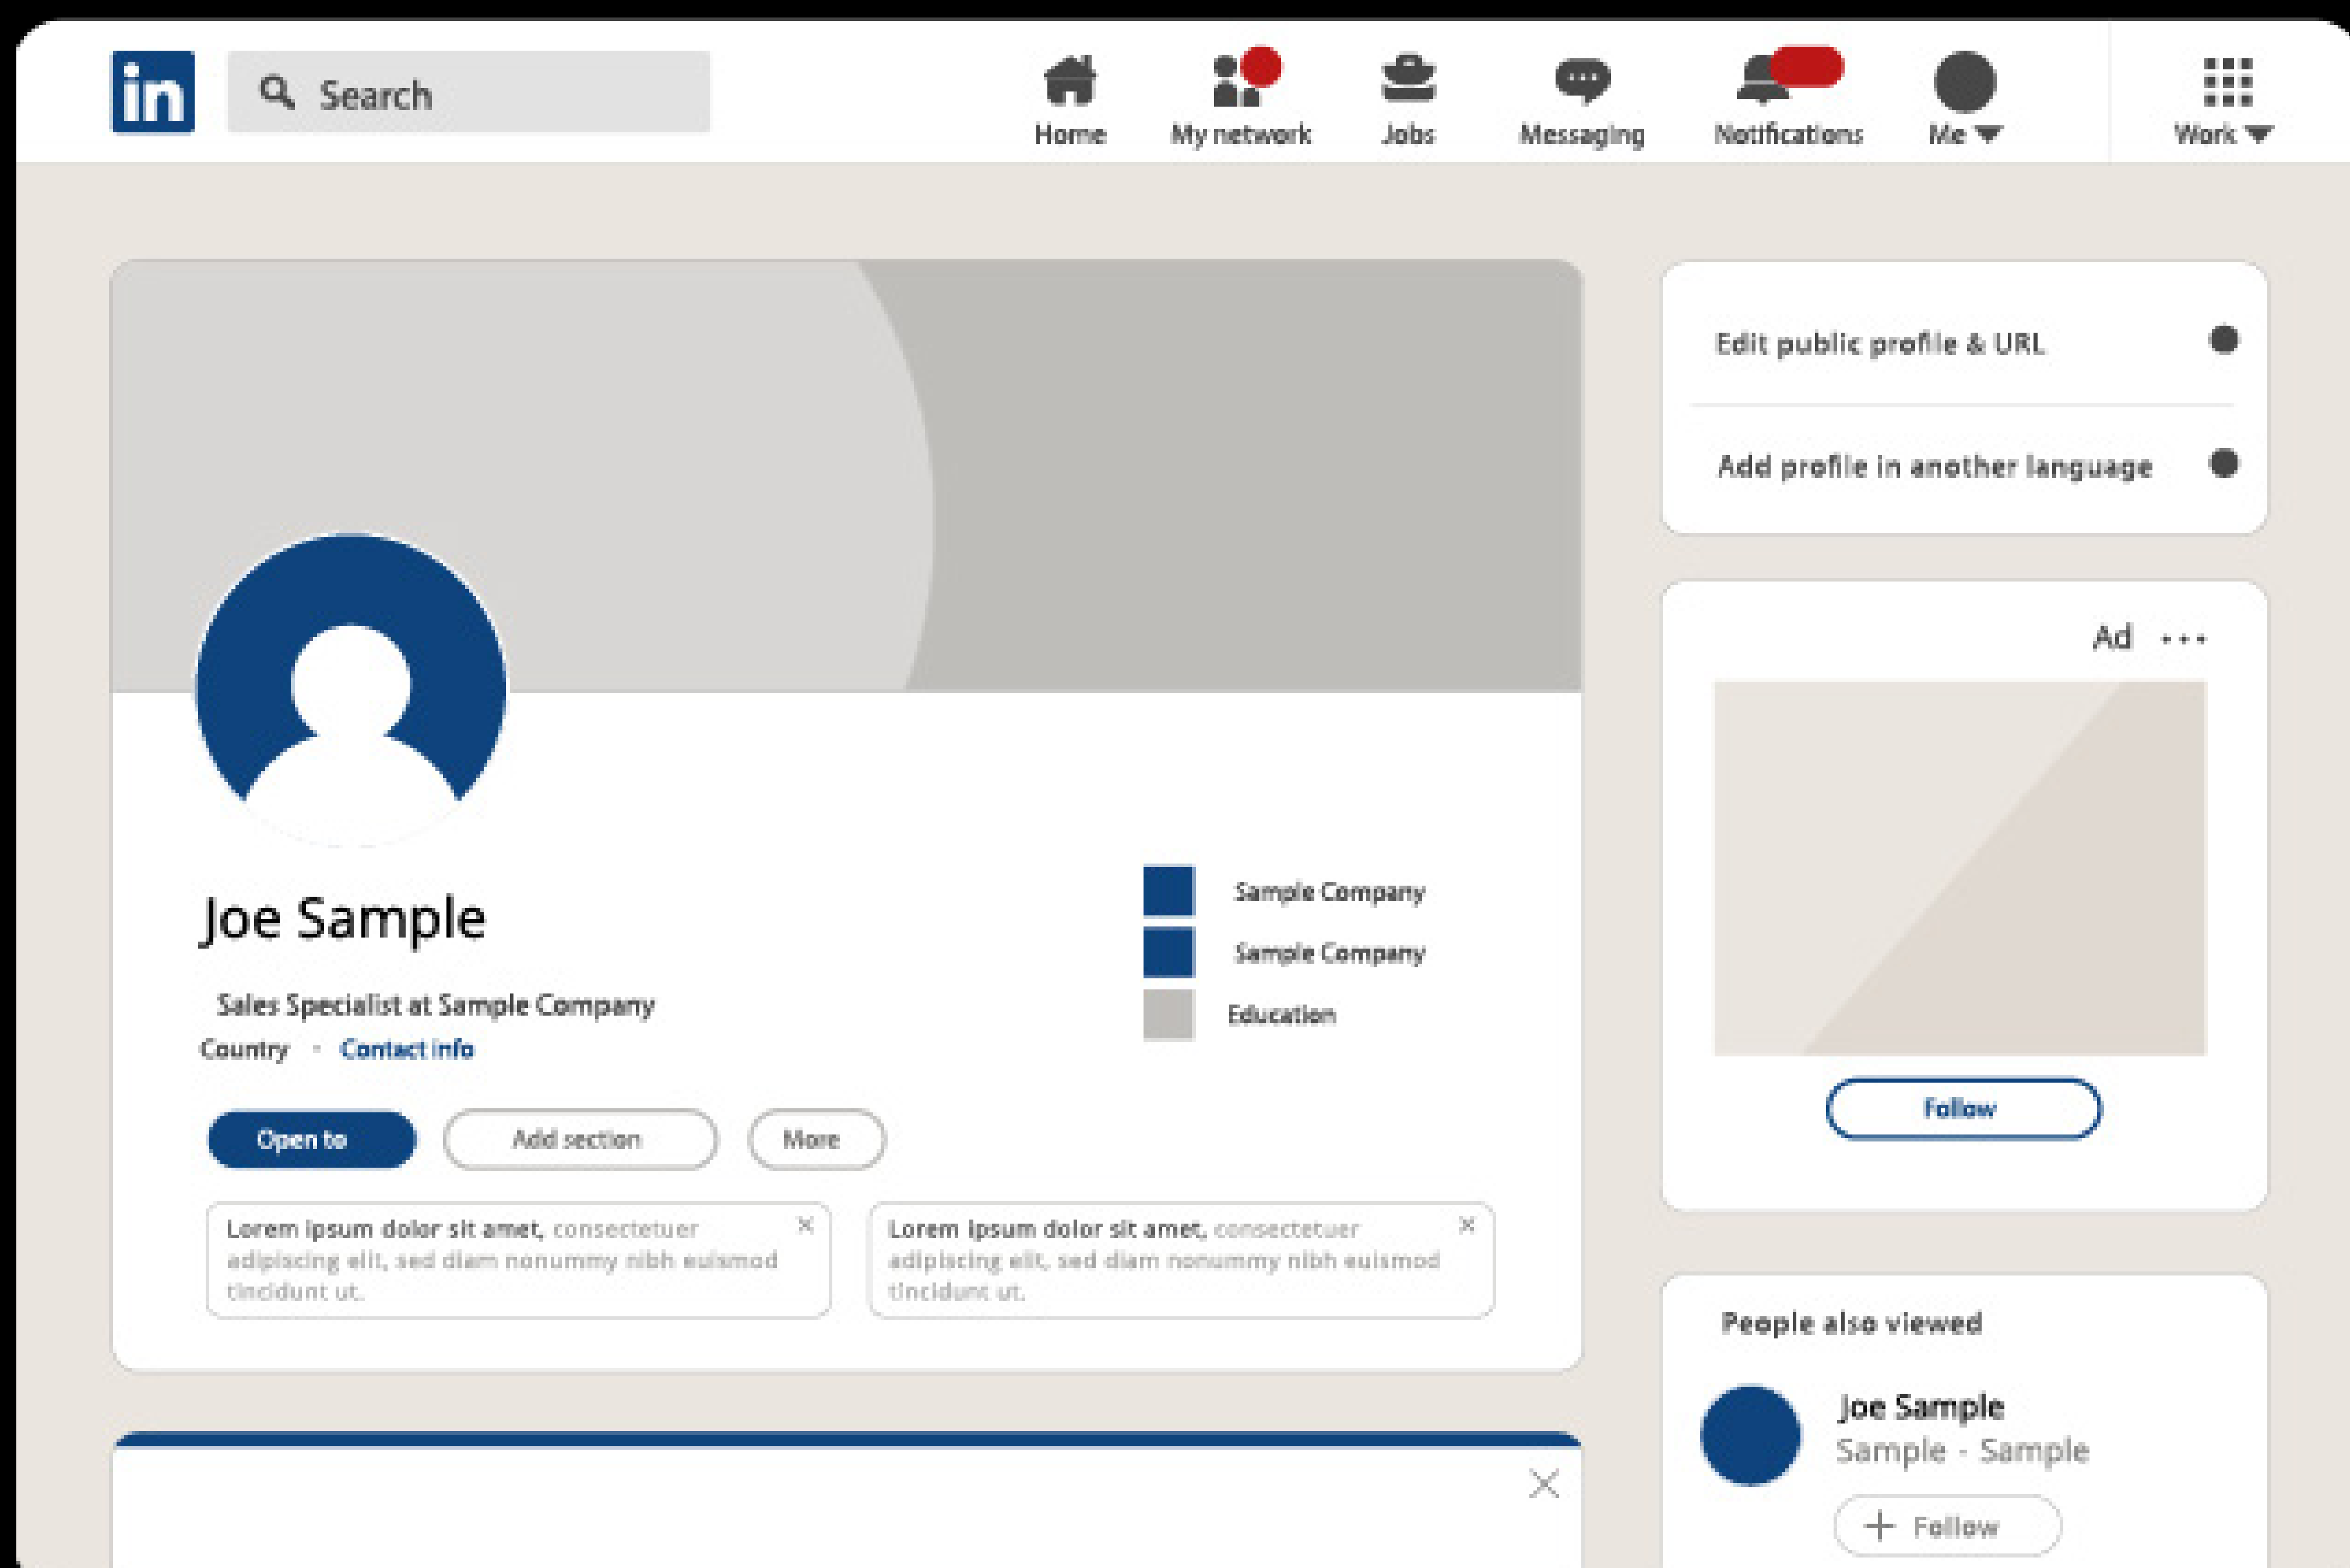 in Search
Home My network Jobs Messaging Notifications Me Work
Edit public profile & URL
Add profile in another language
Ad
Follow
Joe Sample
Sales Specialist at Sample Company
Country · Contact info
Sample Company
Sample Company
Education
Open to Add section More
Lorem ipsum dolor sit amet, consectetuer
adipiscing elit, sed diam nonummy nibh euismod
tincidunt ut.
Lorem ipsum dolor sit amet, consectetuer
adipiscing elit, sed diam nonummy nibh euismod
tincidunt ut.
People also viewed
Joe Sample
Sample - Sample
+ Follow